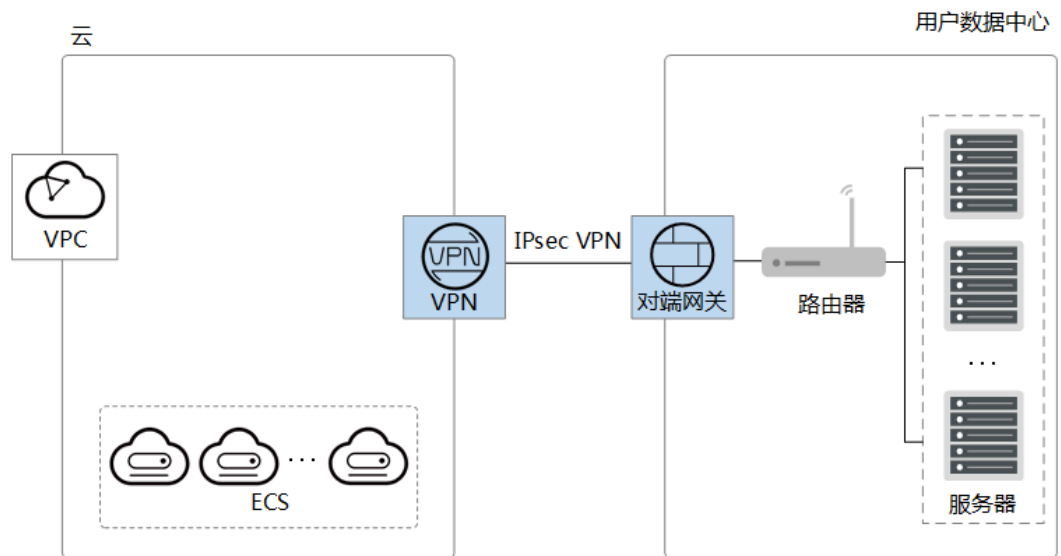 云
用户数据中心
VPC
VPN
VPN
IPsec VPN
对端网关
路由器
...
服务器
...
ECS